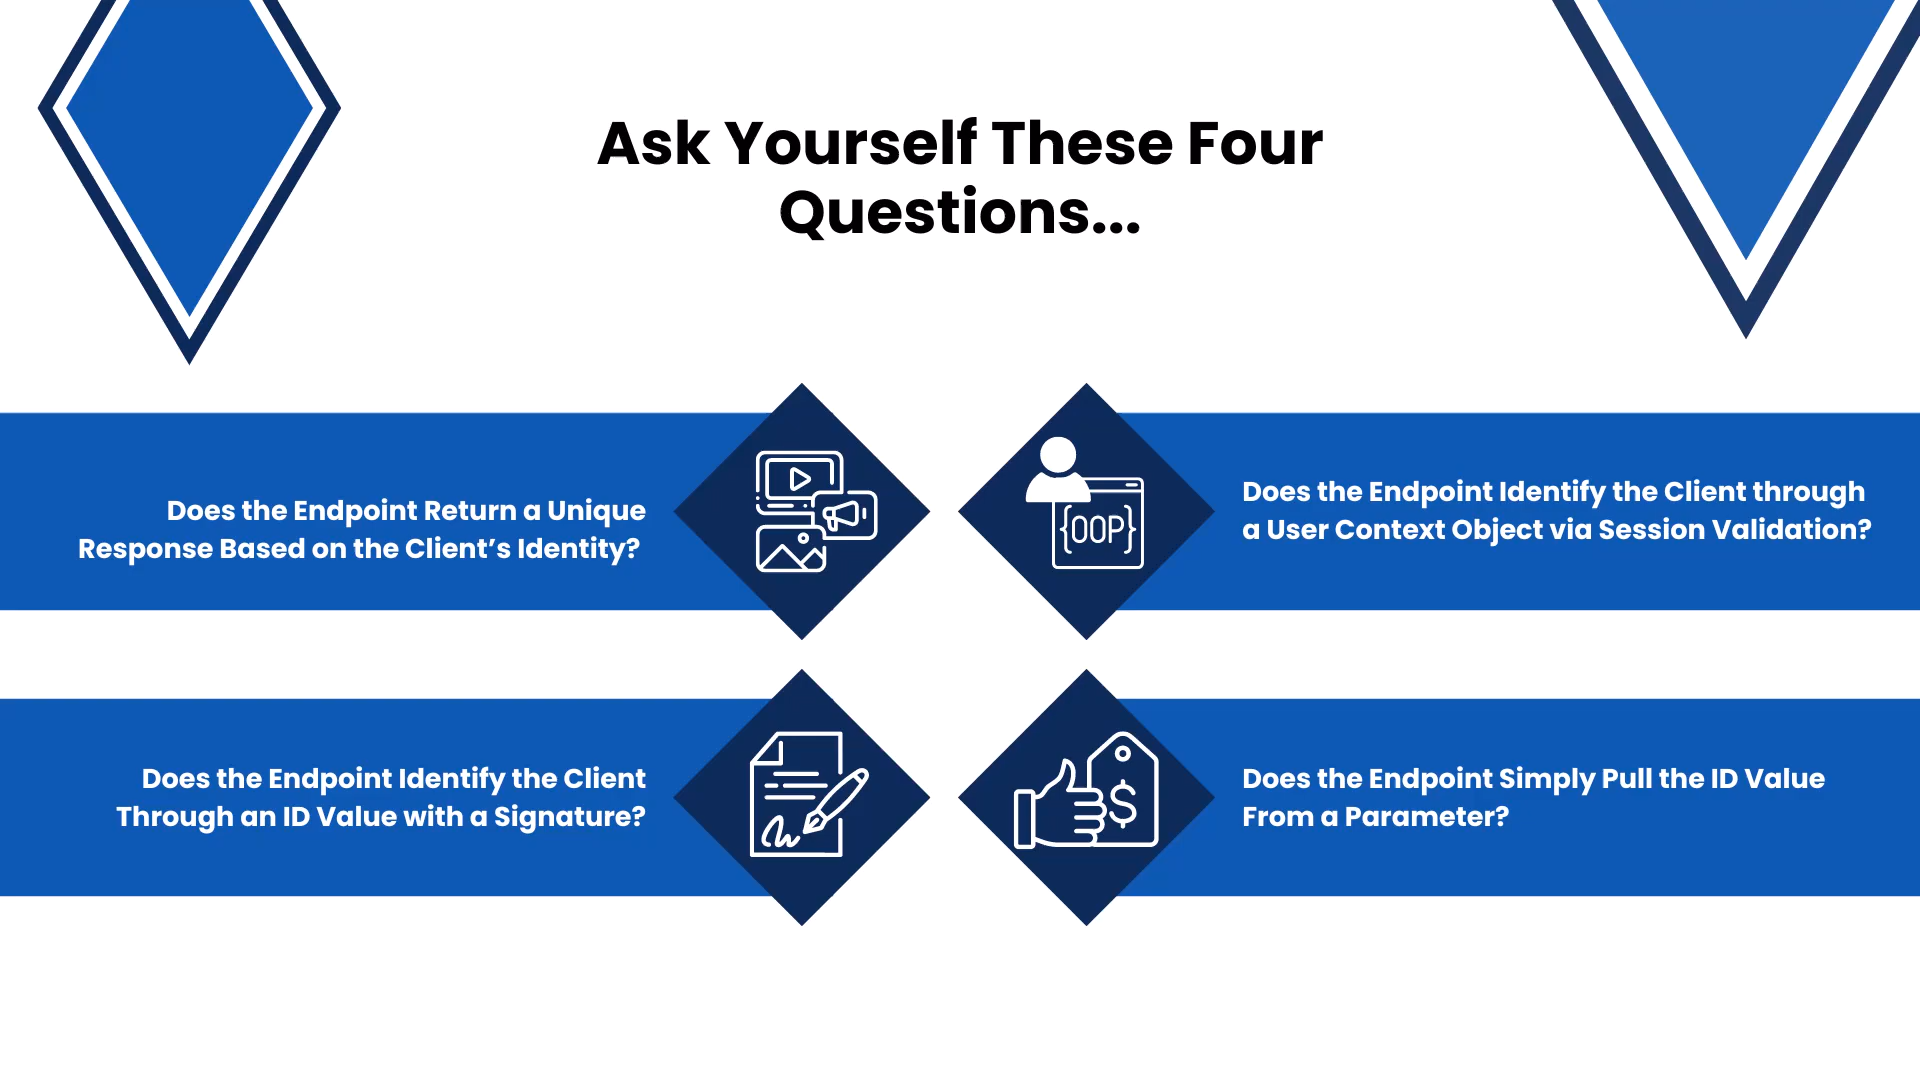 Ask Yourself These Four
Questions...
Does the Endpoint Return a Unique
Response Based on the Client’s Identity?
Does the Endpoint Identify the Client through
a User Context Object via Session Validation?
{OOP}
Does the Endpoint Identify the Client
Through an ID Value with a Signature?
$
Does the Endpoint Simply Pull the ID Value
From a Parameter?